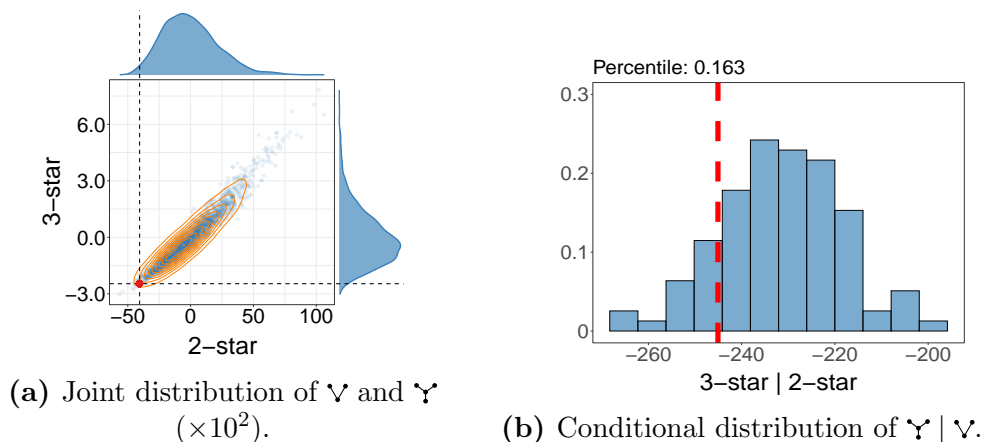 3−star
6.0
3.0
0.0
−3.0
−50
0
50
100
2−star
(a) Joint distribution of and
(×10²).
Percentile: 0.163
0.3
0.2
0.1
0
−260
−240
−220
−200
3−star | 2−star
(b) Conditional distribution of | .